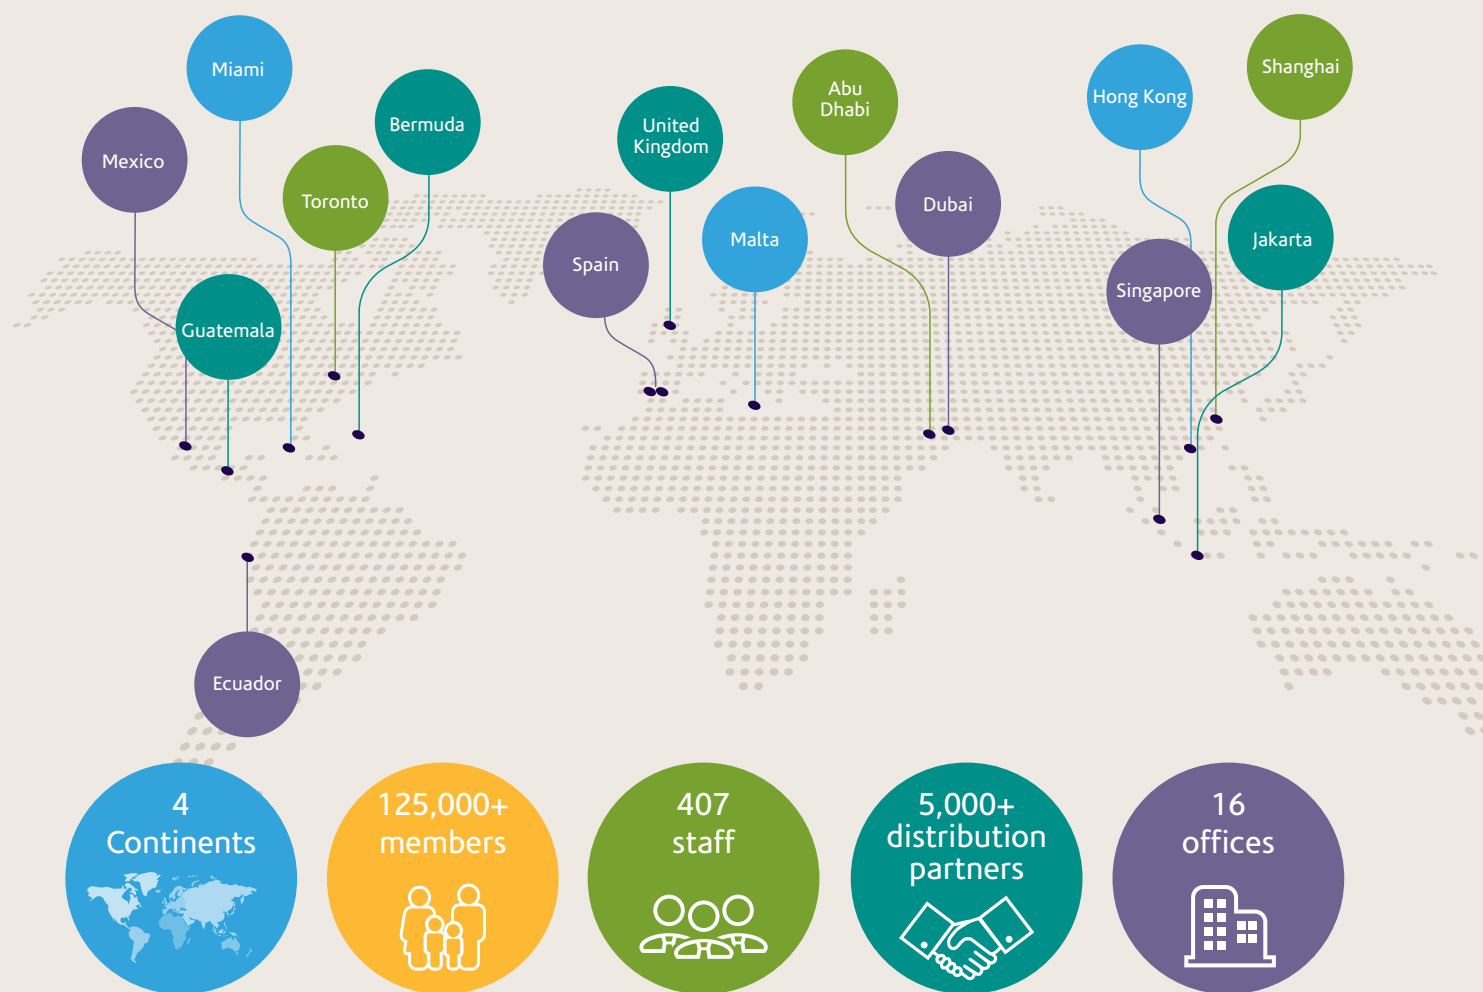 Miami
Shanghai
Mexico
Bermuda
Toronto
United
Kingdom
Abu
Dhabi
Hong Kong
Dubai
Spain
Malta
Jakarta
Singapore
Guatemala
Ecuador
4
Continents
125,000+
members
407
staff
5,000+
distribution
partners
16
offices